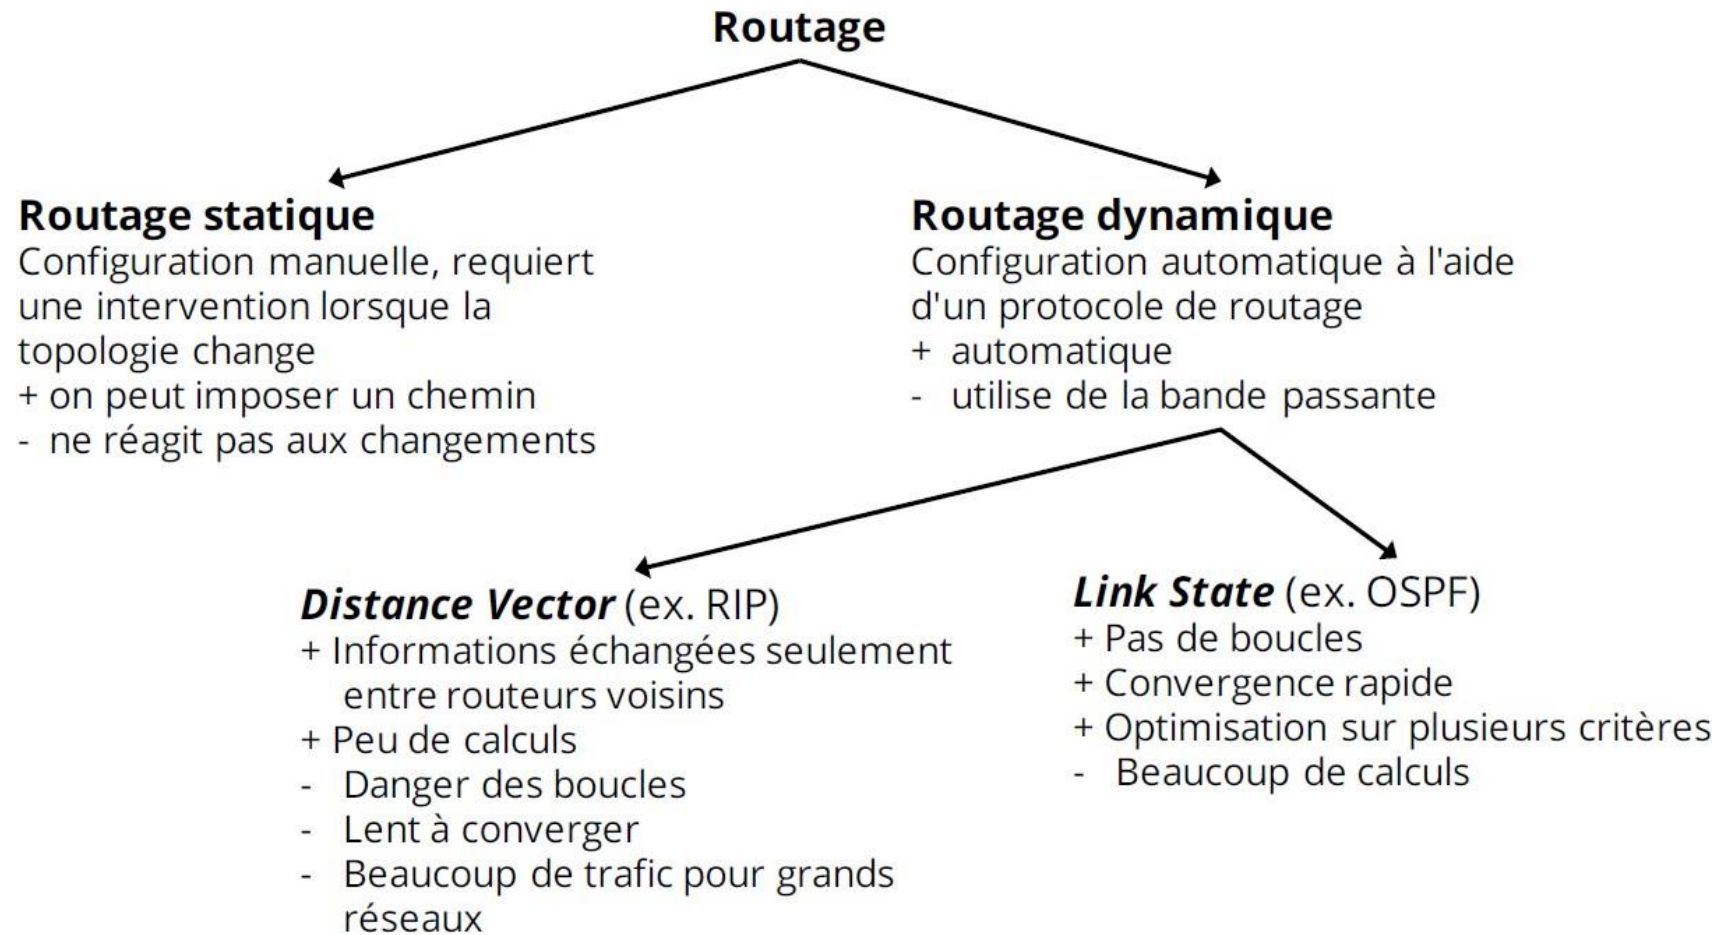 Routage
Routage statique
Configuration manuelle, requiert
une intervention lorsque la
topologie change
+ on peut imposer un chemin
- ne réagit pas aux changements
Routage dynamique
Configuration automatique à l'aide
d'un protocole de routage
+ automatique
- utilise de la bande passante
Distance Vector (ex. RIP)
+ Informations échangées seulement
entre routeurs voisins
+ Peu de calculs
- Danger des boucles
- Lent à converger
- Beaucoup de trafic pour grands
réseaux
Link State (ex. OSPF)
+ Pas de boucles
+ Convergence rapide
+ Optimisation sur plusieurs critères
- Beaucoup de calculs